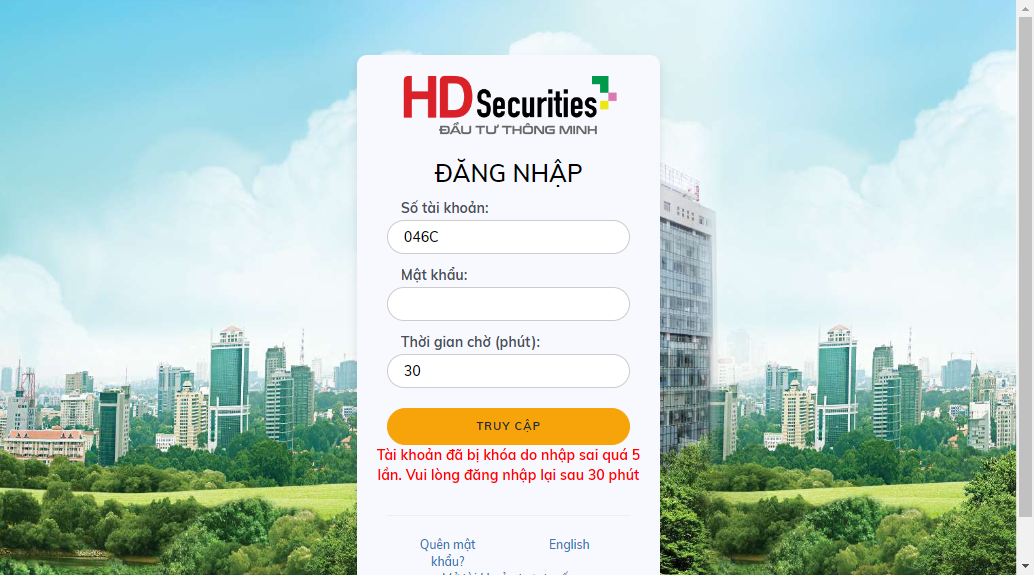 HD Securities
ĐẦU TƯ THÔNG MINH
ĐĂNG NHẬP
Số tài khoản:
046C
Mật khẩu:
Thời gian chờ (phút):
30
TRUY CẬP
Tài khoản đã bị khóa do nhập sai quá 5
lần. Vui lòng đăng nhập lại sau 30 phút
Quên mật
khẩu?
English